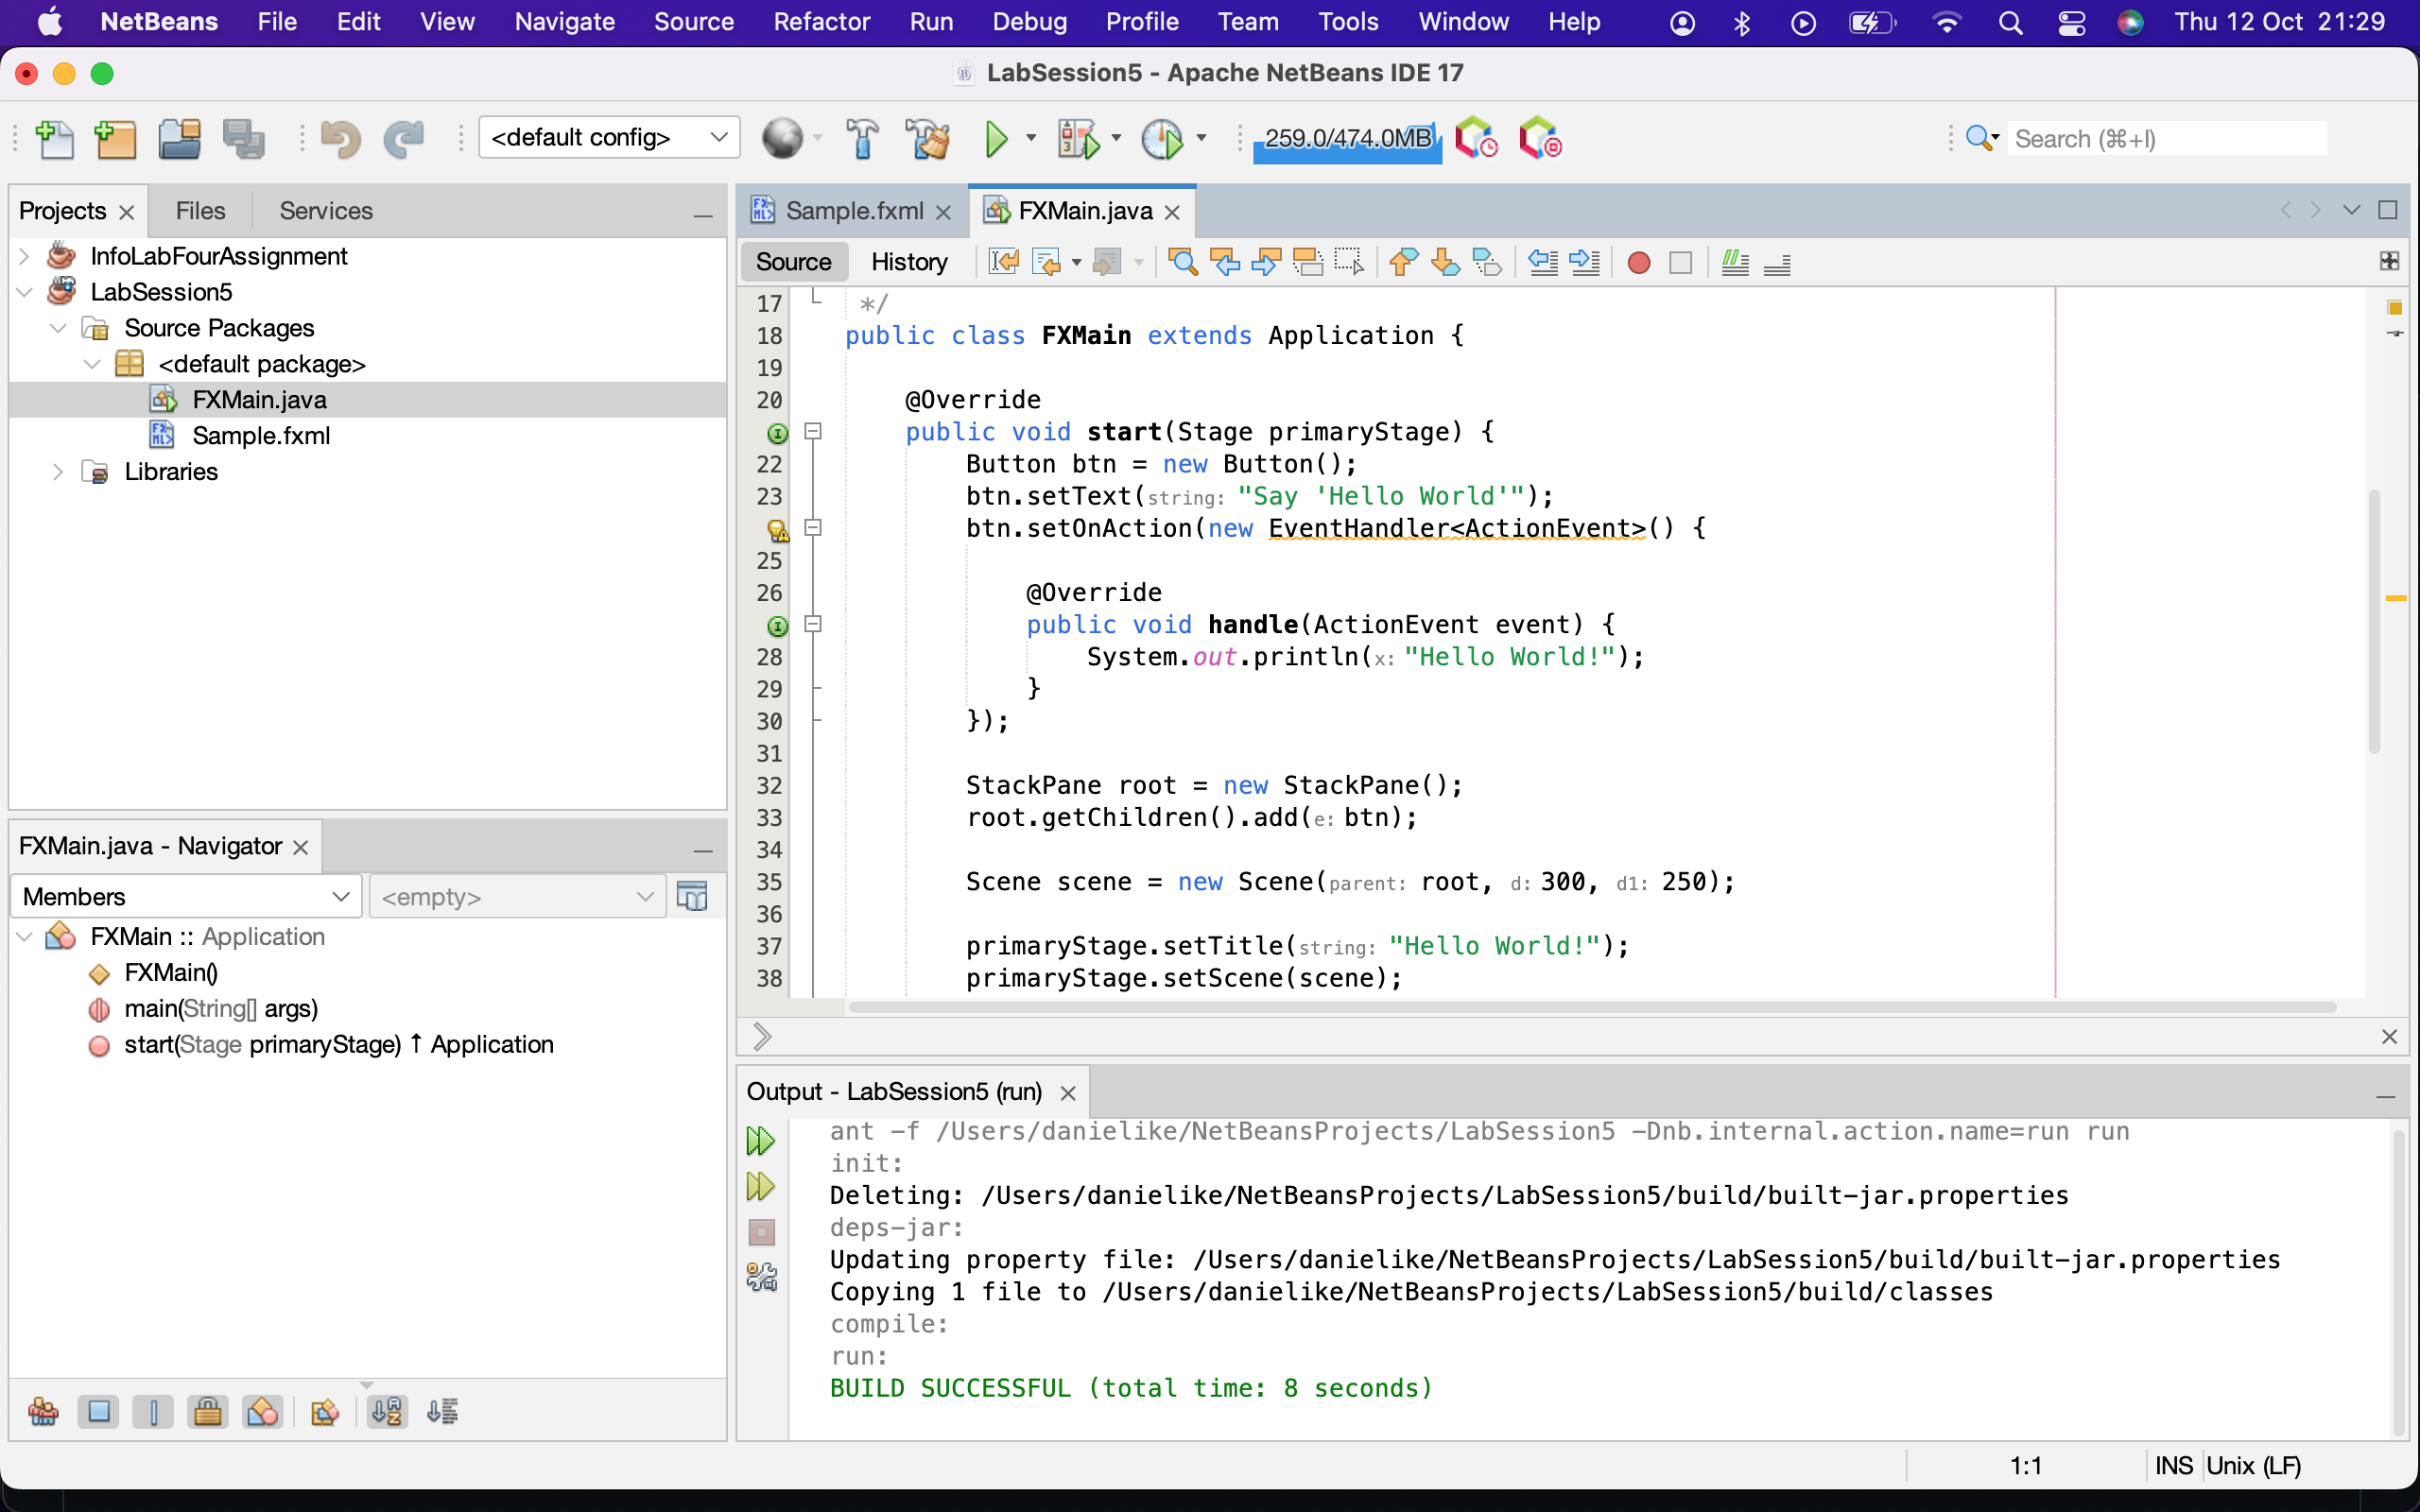 NetBeans File Edit View Navigate Source Refactor Run Debug Profile Team Tools Window Help Thu 12 Oct 21:29
LabSession5 - Apache NetBeans IDE 17
<default config> 259.0/474.0MB Search (⌘+I)
Projects Files Services
InfoLabFourAssignment
LabSession5
Source Packages
<default package>
FXMain.java
Sample.fxml
Libraries
FXMain.java - Navigator
Members <empty>
FXMain :: Application
FXMain()
main(String[] args)
start(Stage primaryStage) ↑ Application
Sample.fxml FXMain.java
Source History
17 */
18 public class FXMain extends Application {
19
20 @Override
public void start(Stage primaryStage) {
22 Button btn = new Button();
23 btn.setText(string: "Say 'Hello World'");
btn.setOnAction(new EventHandler<ActionEvent>() {
25
26 @Override
public void handle(ActionEvent event) {
28 System.out.println(x: "Hello World!");
29 }
30 });
31
32 StackPane root = new StackPane();
33 root.getChildren().add(e: btn);
34
35 Scene scene = new Scene(parent: root, d: 300, d1: 250);
36
37 primaryStage.setTitle(string: "Hello World!");
38 primaryStage.setScene(scene);
Output - LabSession5 (run)
ant -f /Users/danielike/NetBeansProjects/LabSession5 -Dnb.internal.action.name=run run
init:
Deleting: /Users/danielike/NetBeansProjects/LabSession5/build/built-jar.properties
deps-jar:
Updating property file: /Users/danielike/NetBeansProjects/LabSession5/build/built-jar.properties
Copying 1 file to /Users/danielike/NetBeansProjects/LabSession5/build/classes
compile:
run:
BUILD SUCCESSFUL (total time: 8 seconds)
1:1 INS Unix (LF)